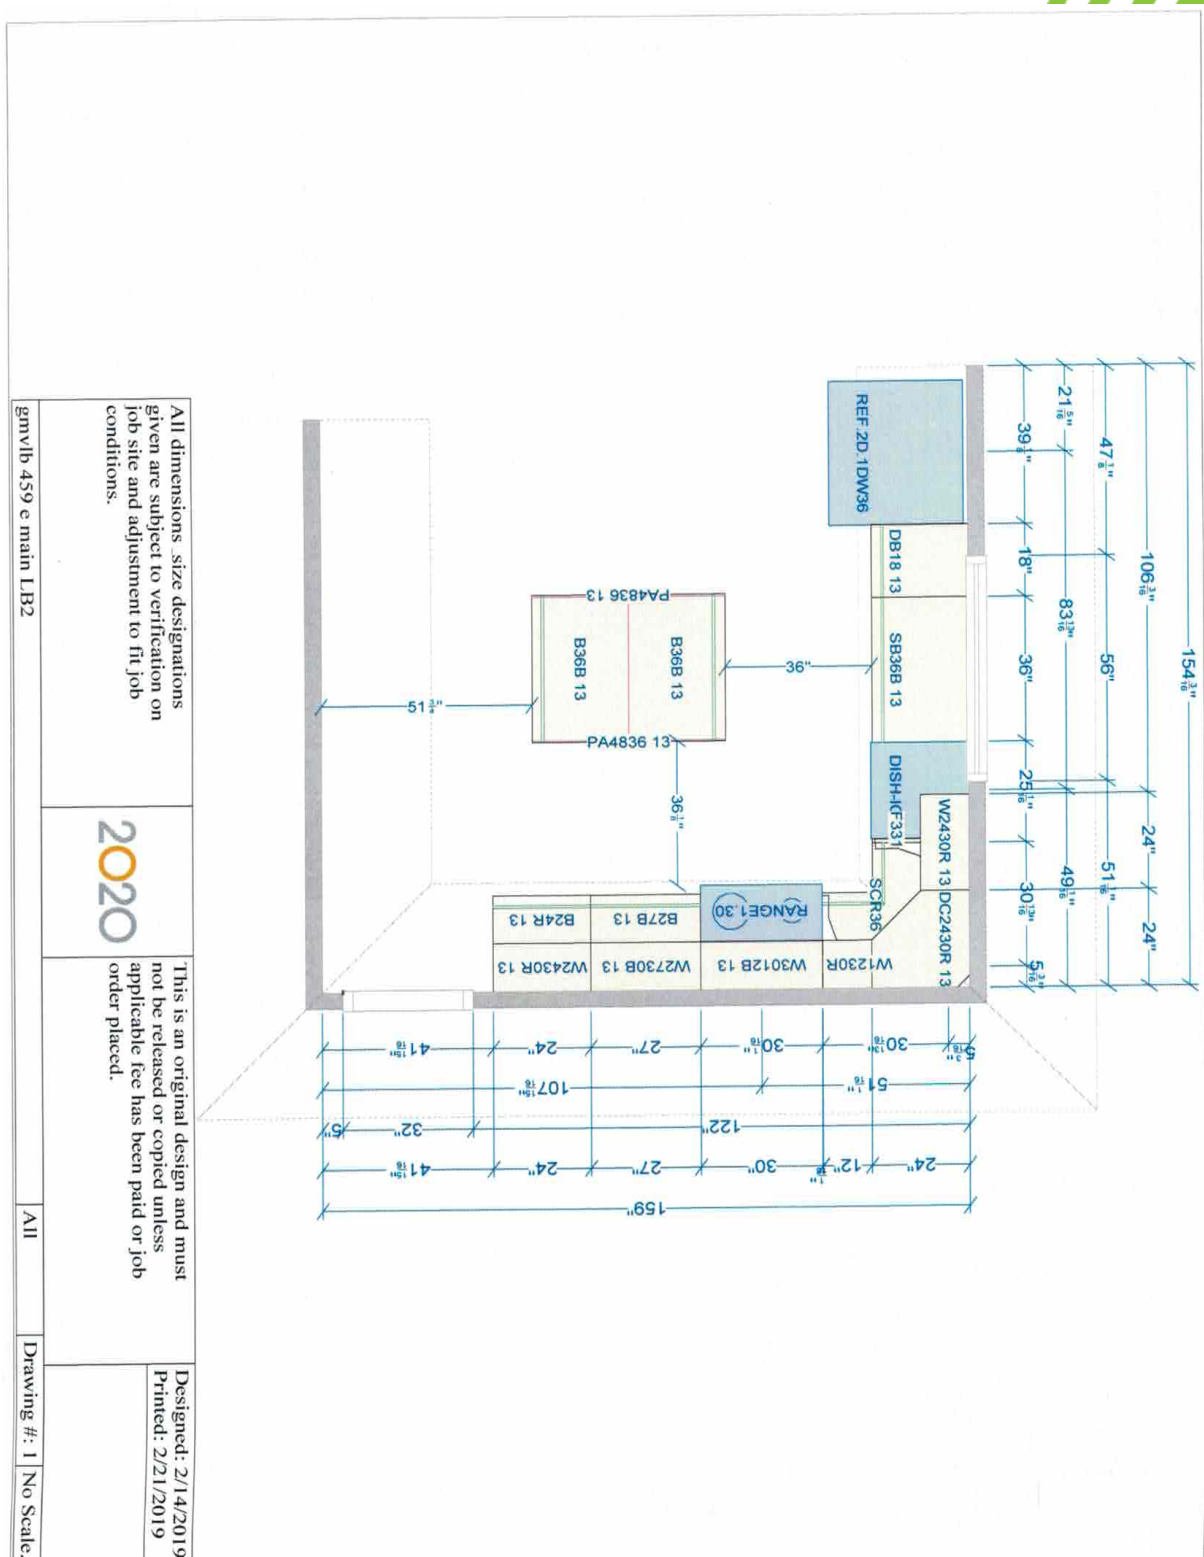 154 3/16"
106 3/16"
24"
24"
47 1/8"
56"
51 1/16"
21 5/16"
83 13/16"
49 1/16"
39 1/8"
18"
36"
25 1/16"
30 13/16"
5 3/16"
REF.2D.1DW36
DB18 13
SB36B 13
W2430R 13
DC2430R 13
SCR36
36"
PA4836 13
B36B 13
B36B 13
PA4836 13
36 1/8"
51 3/4"
B24R 13
B27B 13
RANGE1.30
W2430R 13
W2730B 13
W3012B 13
W1230R
41 15/16"
24"
27"
30 1/16"
30 13/16"
107 15/16"
51 1/16"
5"
32"
122"
41 15/16"
24"
27"
30"
12"
24"
159"
All dimensions size designations
given are subject to verification on
job site and adjustment to fit job
conditions.
2020
This is an original design and must
not be released or copied unless
applicable fee has been paid or job
order placed.
Designed: 2/14/2019
Printed: 2/21/2019
gmvlb 459 e main LB2
All
Drawing #: 1
No Scale.